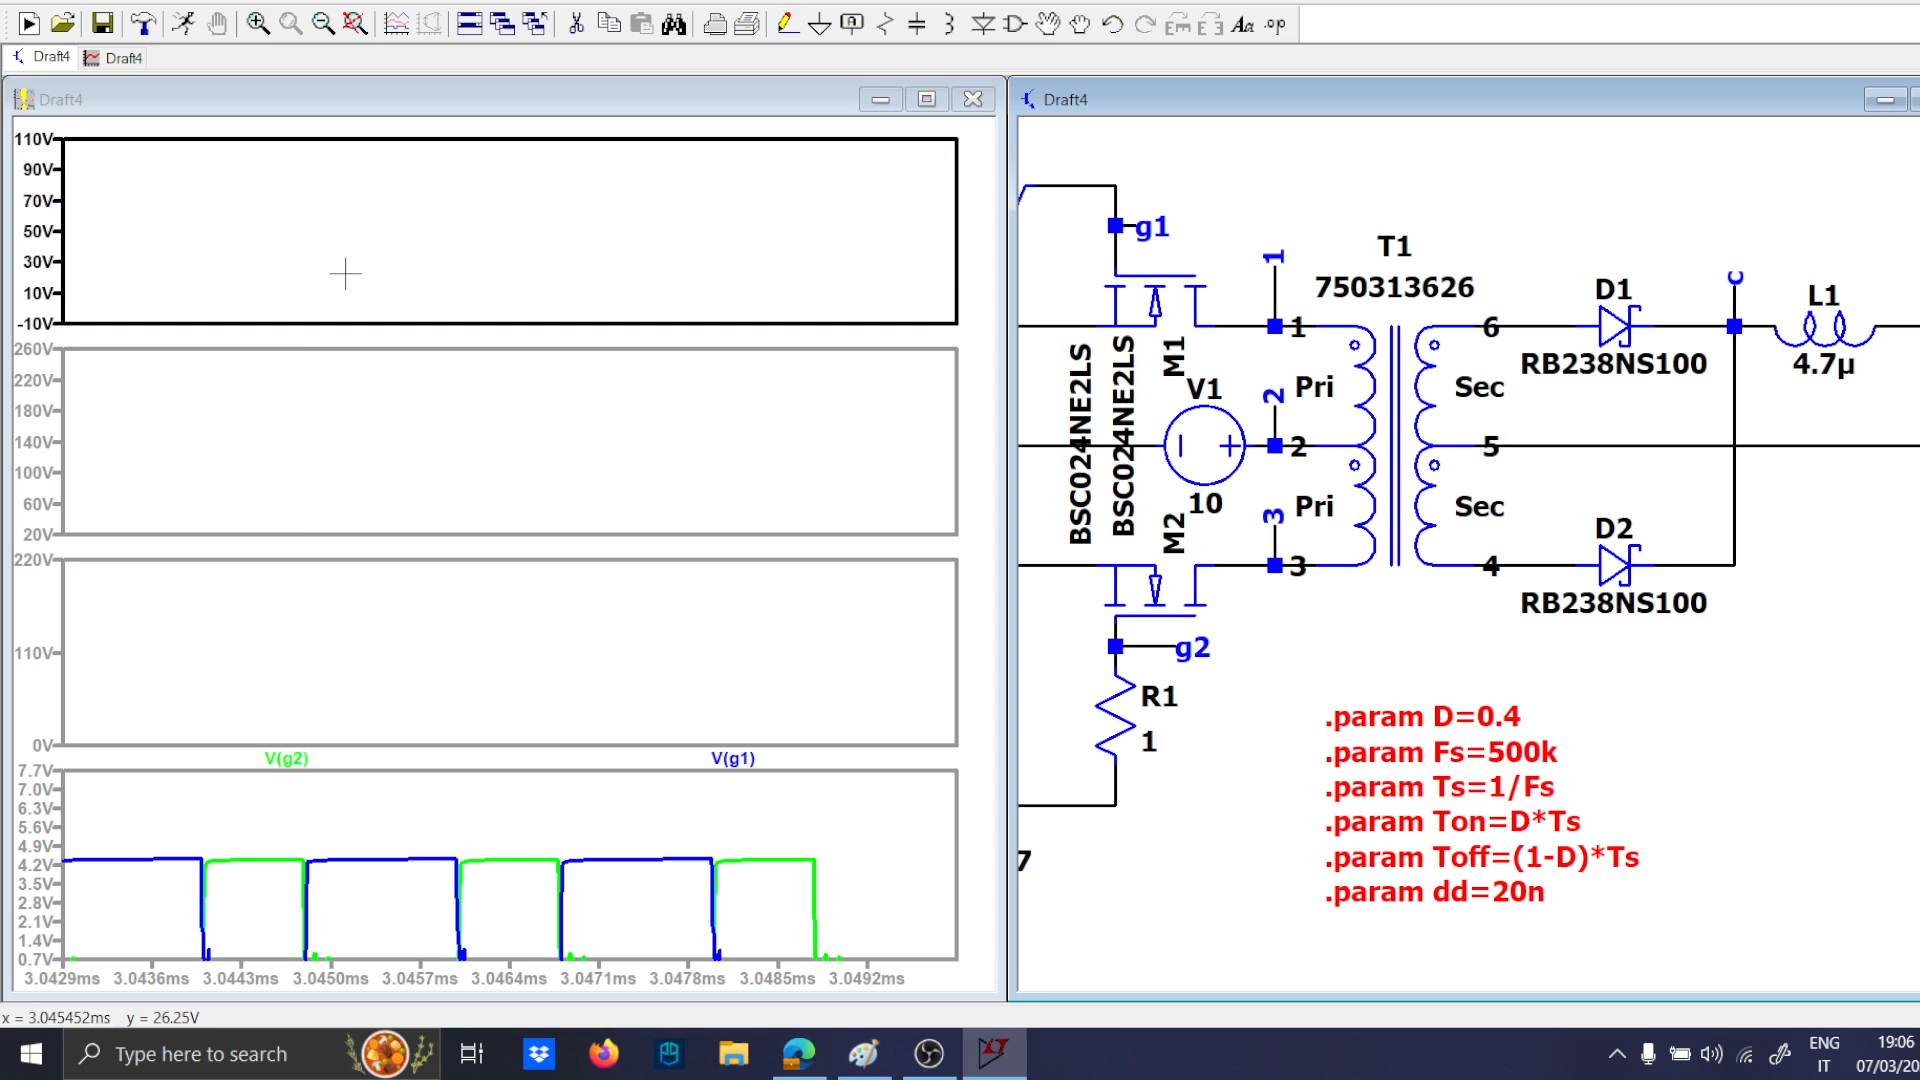 Draft4
Draft4
Draft4
110V
90V
70V
50V
30V
10V
-10V
260V
220V
180V
140V
100V
60V
20V
220V
110V
0V
V(g2)
V(g1)
7.7V
7.0V
6.3V
5.6V
4.9V
4.2V
3.5V
2.8V
2.1V
1.4V
0.7V
3.0429ms 3.0436ms 3.0443ms 3.0450ms 3.0457ms 3.0464ms 3.0471ms 3.0478ms 3.0485ms 3.0492ms
x = 3.045452ms y = 26.25V
Draft4
g1
1
T1
750313626
D1
c
L1
1
6
BSC024NE2LS
BSC024NE2LS
M1
RB238NS100
4.7µ
V1
2
Pri
Sec
2
5
10
M2
3
Pri
Sec
D2
3
4
RB238NS100
g2
R1
1
7
.param D=0.4
.param Fs=500k
.param Ts=1/Fs
.param Ton=D*Ts
.param Toff=(1-D)*Ts
.param dd=20n
Aa
.op
Type here to search
ENG
IT
19:06
07/03/20